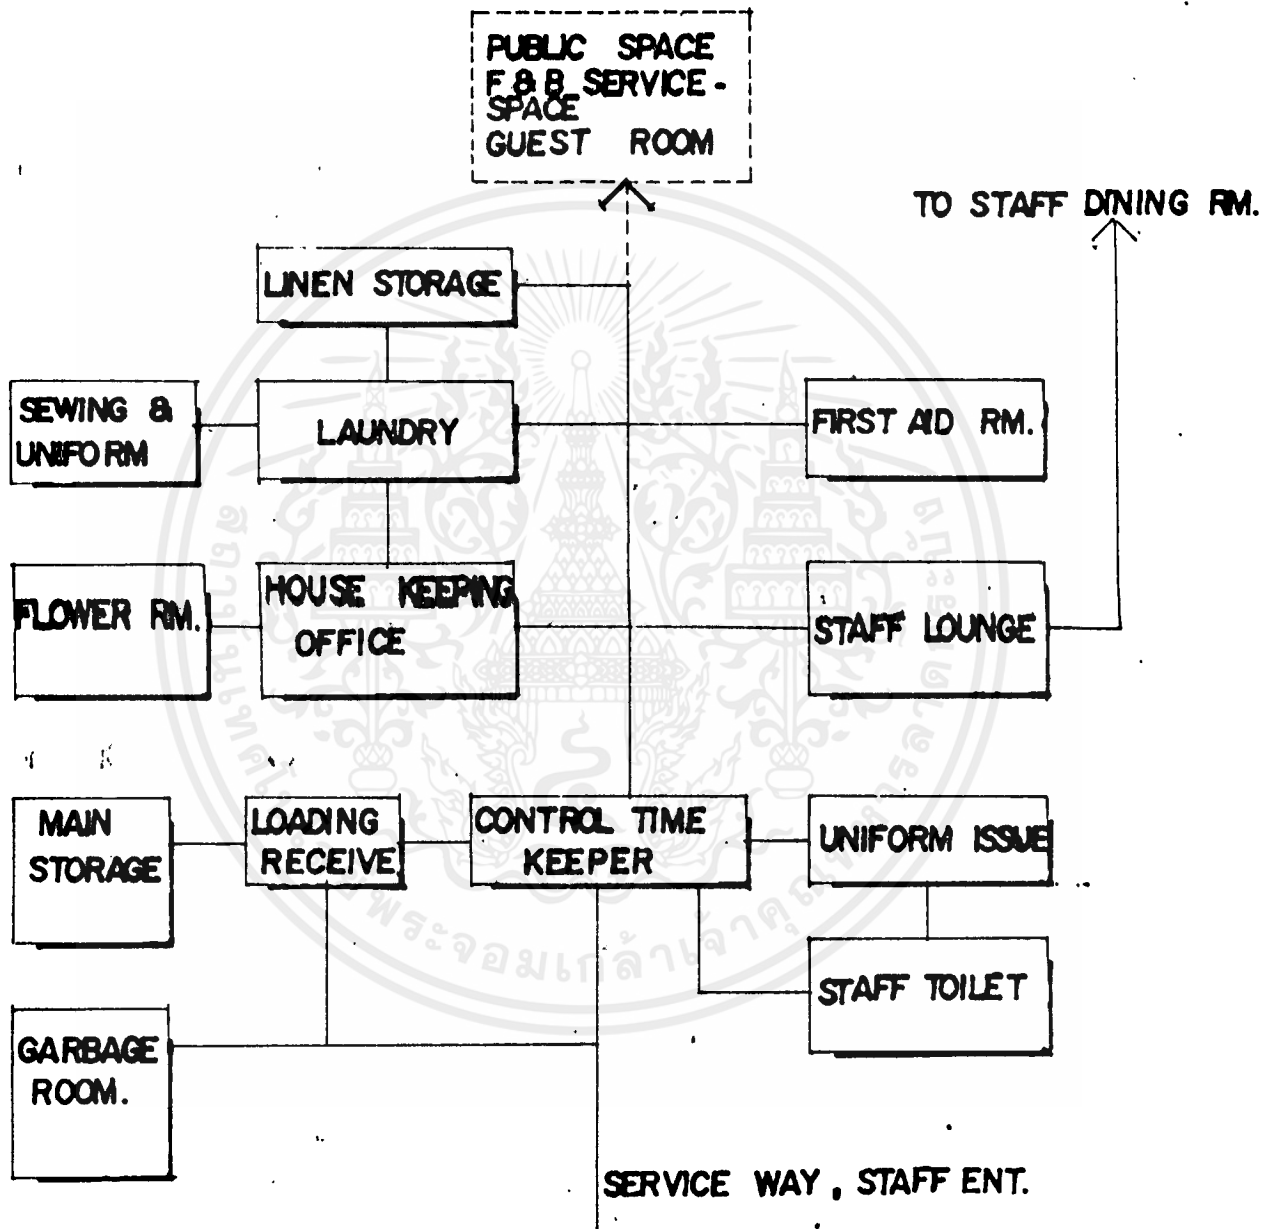 PUBLIC SPACE
F & B SERVICE -
SPACE
GUEST ROOM
TO STAFF DINING RM.
LINEN STORAGE
SEWING &
UNIFORM
LAUNDRY
FIRST AID RM.
FLOWER RM.
HOUSE KEEPING
OFFICE
STAFF LOUNGE
MAIN
STORAGE
LOADING
RECEIVE
CONTROL TIME
KEEPER
UNIFORM ISSUE
STAFF TOILET
GARBAGE
ROOM.
SERVICE WAY, STAFF ENT.